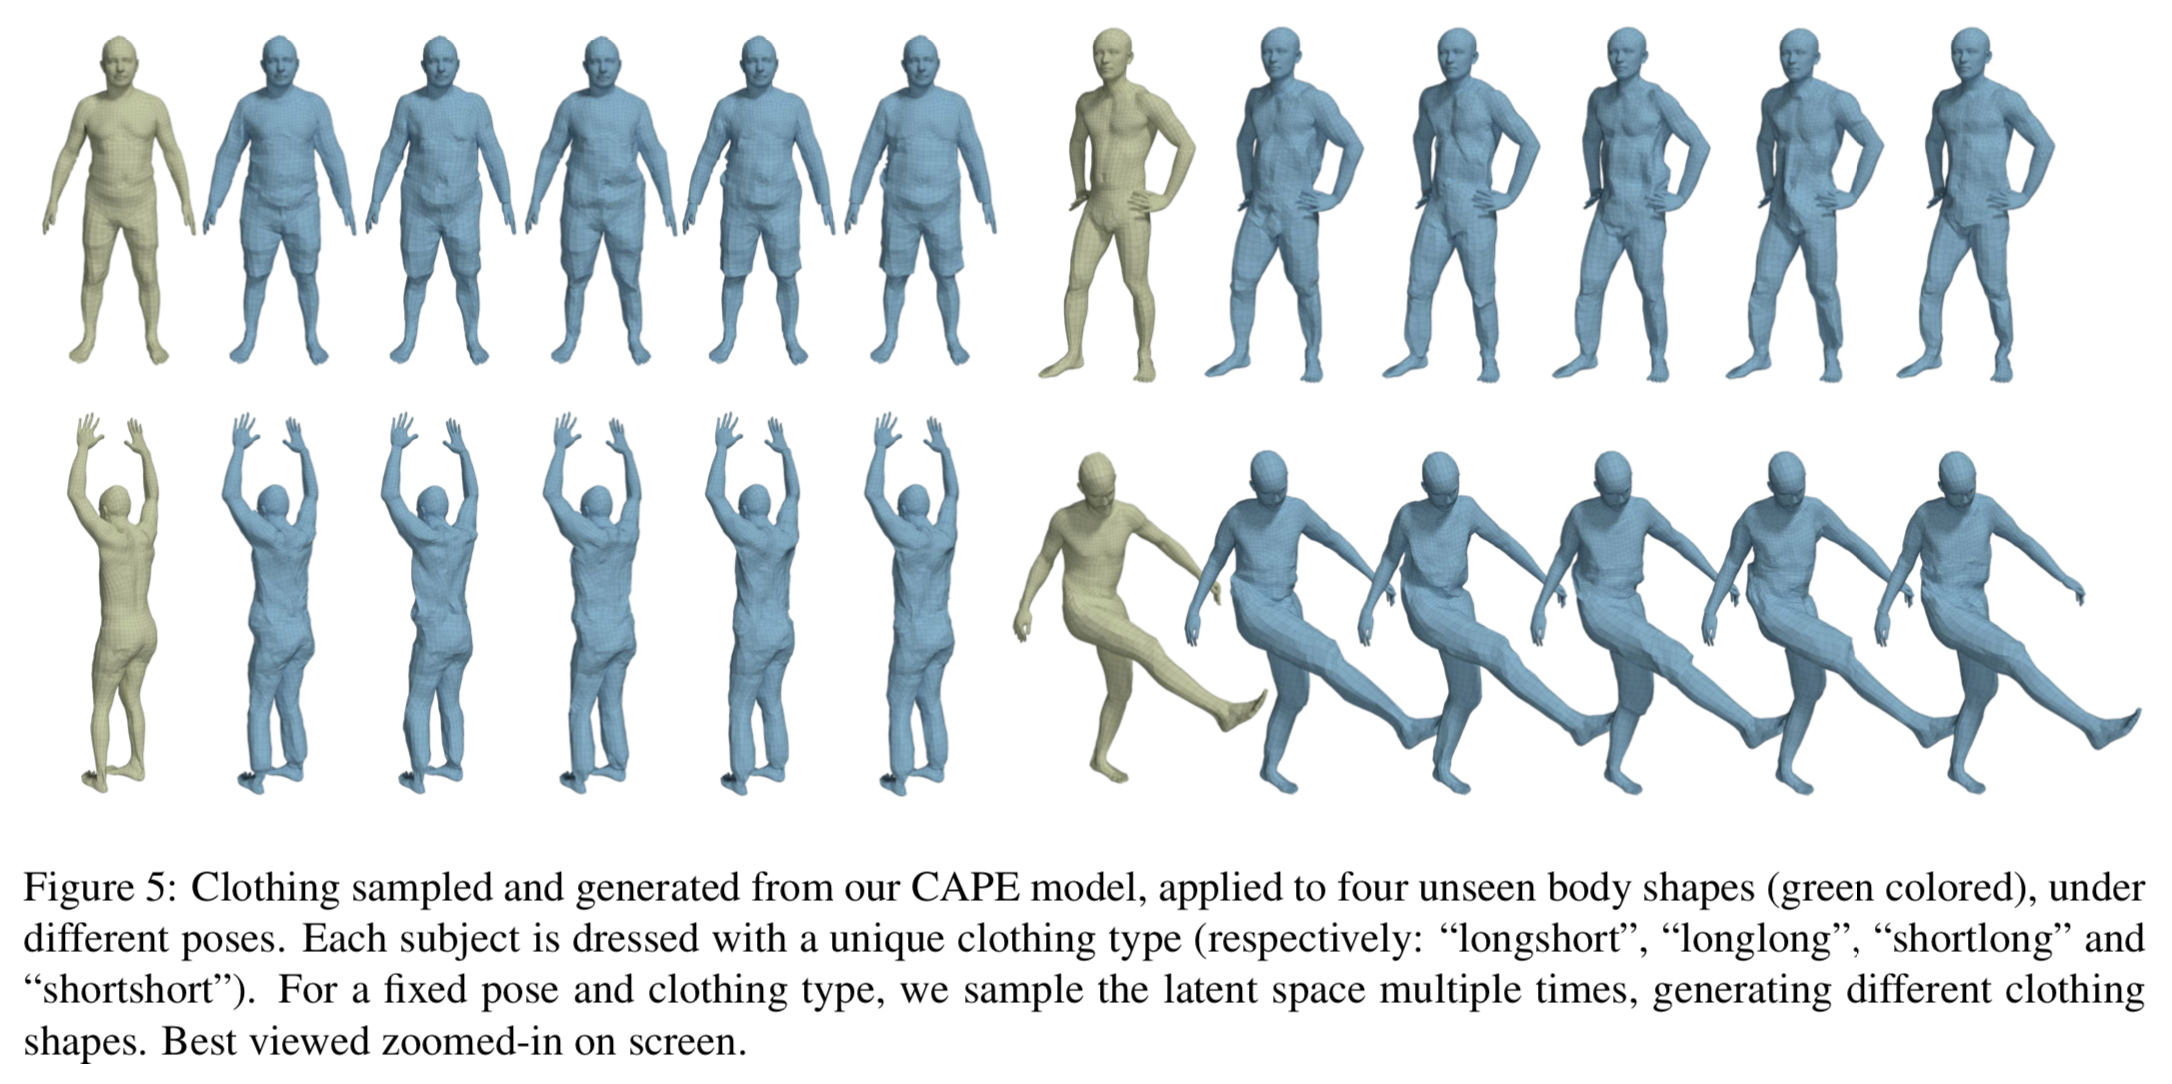 Figure 5: Clothing sampled and generated from our CAPE model, applied to four unseen body shapes (green colored), under
different poses. Each subject is dressed with a unique clothing type (respectively: “longshort”, “longlong”, “shortlong” and
“shortshort”). For a fixed pose and clothing type, we sample the latent space multiple times, generating different clothing
shapes. Best viewed zoomed-in on screen.